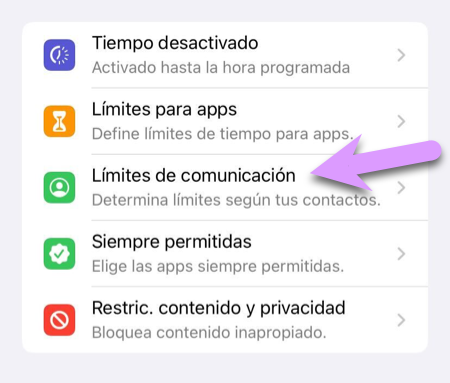 Tiempo desactivado
Activado hasta la hora programada
Límites para apps
Define límites de tiempo para apps.
Límites de comunicación
Determina límites según tus contactos.
Siempre permitidas
Elige las apps siempre permitidas.
Restric. contenido y privacidad
Bloquea contenido inapropiado.